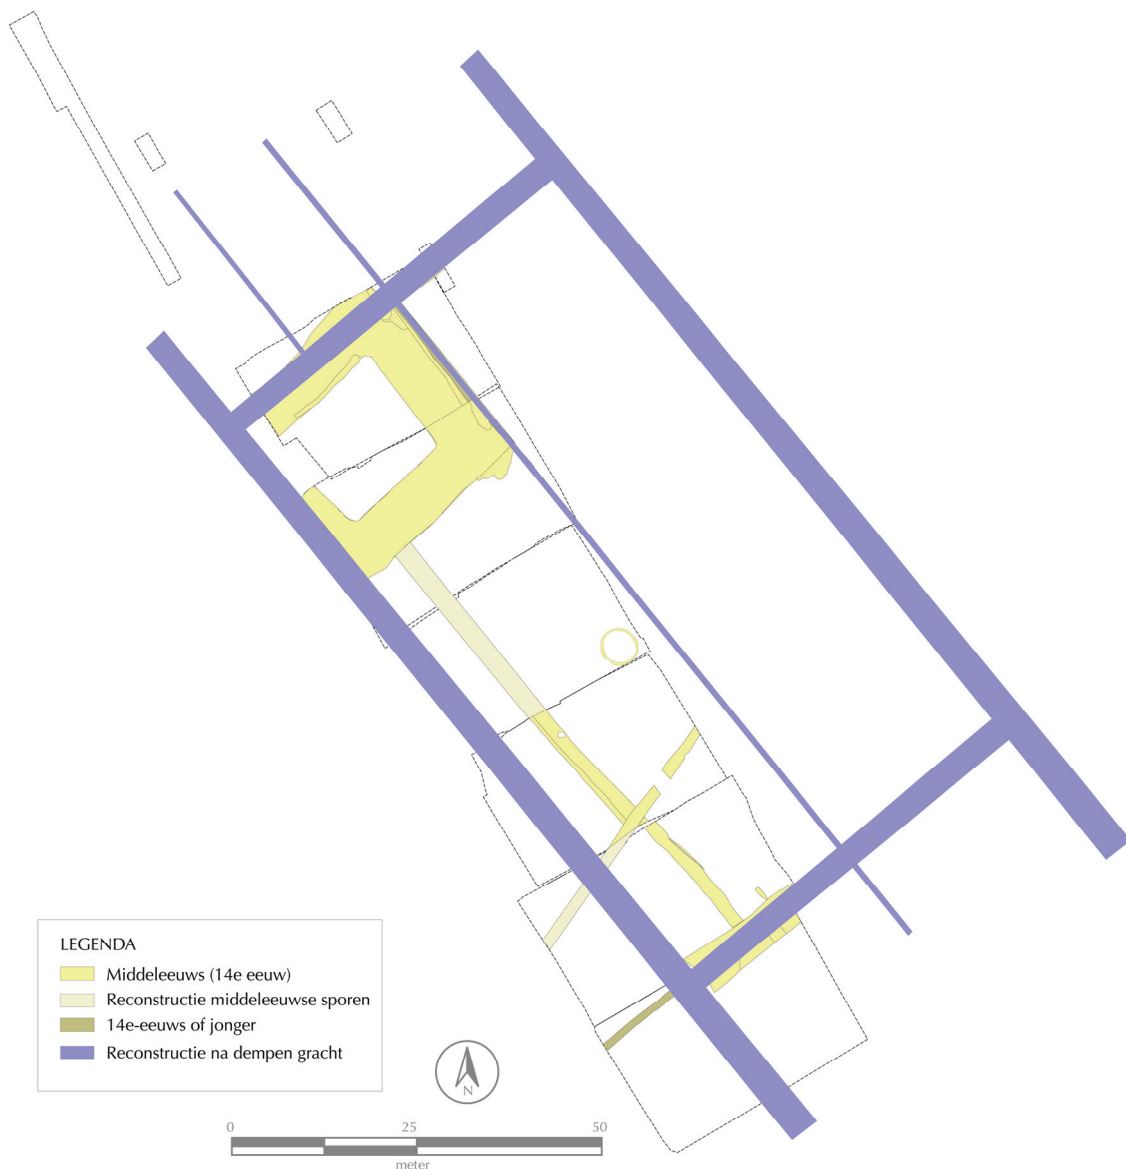 LEGENDA
Middeleeuws (14e eeuw)
Reconstructie middeleeuwse sporen
14e-eeuws of jonger
Reconstructie na dempen gracht
N
0 25 50
meter